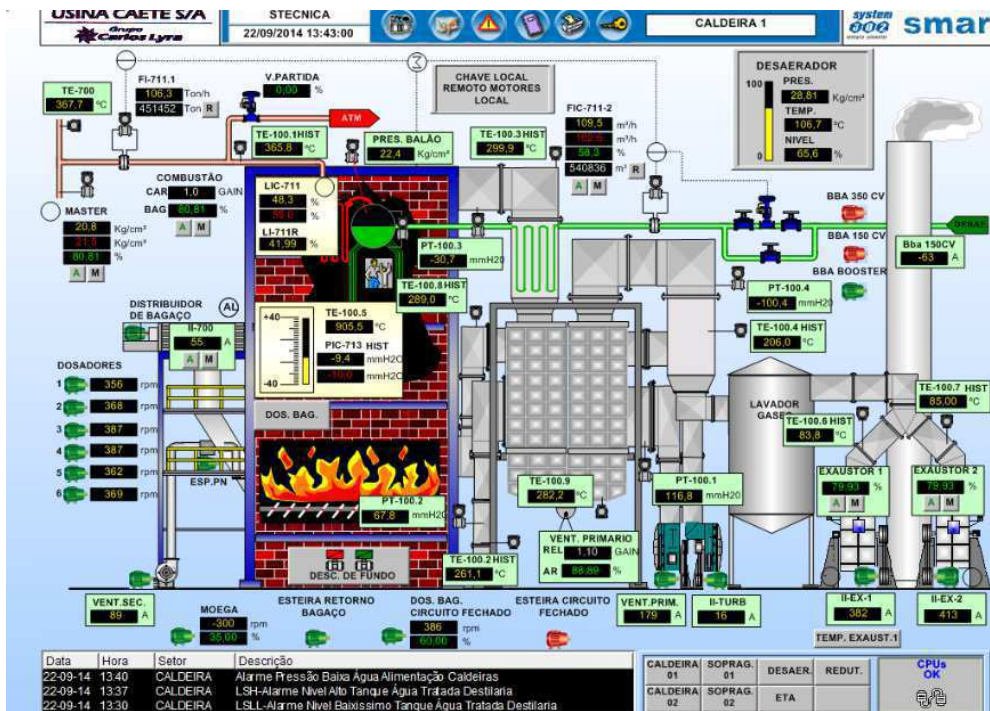 USINA CAETE S/A
Grupo
Carlos Lyra
STECNICA
22/09/2014 13:43:00
CALDEIRA 1
system
302
smar
TE-700
367,7 °C
FI-711.1
106,3 Ton/h
451452 Ton R
V.PARTIDA
0,00 %
ATM
CHAVE LOCAL
REMOTO MOTORES
LOCAL
DESAERADOR
100
0
PRES.
28,81 Kg/cm²
TEMP.
106,7 °C
NIVEL
65,6 %
TE-100.1HIST
365,8 °C
PRES. BALÃO
22,4 Kg/cm²
TE-100.3HIST
299,9 °C
FIC-711-2
109,5 m³/h
m³/h
58,3 %
540836 m³ R
A M
COMBUSTÃO
CAR 1,0 GAIN
BAG 80,81 %
A M
MASTER
20,8 Kg/cm²
21,5 Kg/cm²
80,81 %
A M
LIC-711
48,3 %
55,0 %
LI-711R
41,99 %
PT-100.3
-30,7 mmH20
TE-100.8HIST
289,0 °C
BBA 350 CV
BBA 150 CV
BBA BOOSTER
DESAE
Bba 150CV
-63 A
PT-100.4
-100,4 mmH20
TE-100.4 HIST
206,0 °C
DISTRIBUIDOR
DE BAGAÇO
AL
II-700
55 A
A M
+40
-40
TE-100.5
905,5 °C
PIC-713 HIST
-9,4 mmH2O
-10,0 mmH2O
DOSADORES
1 356 rpm
2 368 rpm
3 387 rpm
4 387 rpm
5 362 rpm
6 369 rpm
ESP.PN
DOS. BAG.
PT-100.2
67,8 mmH20
LAVADOR
GASES
TE-100.7 HIST
85,00 °C
TE-100.6 HIST
83,8 °C
TE-100.9
282,2 °C
PT-100.1
116,8 mmH20
EXAUSTOR 1
79,93 %
A M
EXAUSTOR 2
79,93 %
A M
VENT. PRIMARIO
REL 1,10 GAIN
AR 88,89 %
TE-100.2 HIST
261,1 °C
DESC. DE FUNDO
VENT.SEC.
89 A
MOEGA
-300 rpm
35,00 %
ESTEIRA RETORNO
BAGAÇO
DOS. BAG.
CIRCUITO FECHADO
386 rpm
60,00 %
ESTEIRA CIRCUITO
FECHADO
VENT.PRIM.
179 A
II-TURB
16 A
II-EX-1
382 A
II-EX-2
413 A
TEMP. EXAUST.1
Data Hora Setor Descrição
22-09-14 13:40 CALDEIRA Alarme Pressão Baixa Água Alimentação Caldeiras
22-09-14 13:37 CALDEIRA LSH-Alarme Nivel Alto Tanque Água Tratada Destilaria
22-09-14 13:30 CALDEIRA LSLL-Alarme Nivel Baixissimo Tanque Água Tratada Destilaria
CALDEIRA 01 SOPRAG. 01 DESAER. REDUT.
CALDEIRA 02 SOPRAG. 02 ETA
CPUs
OK